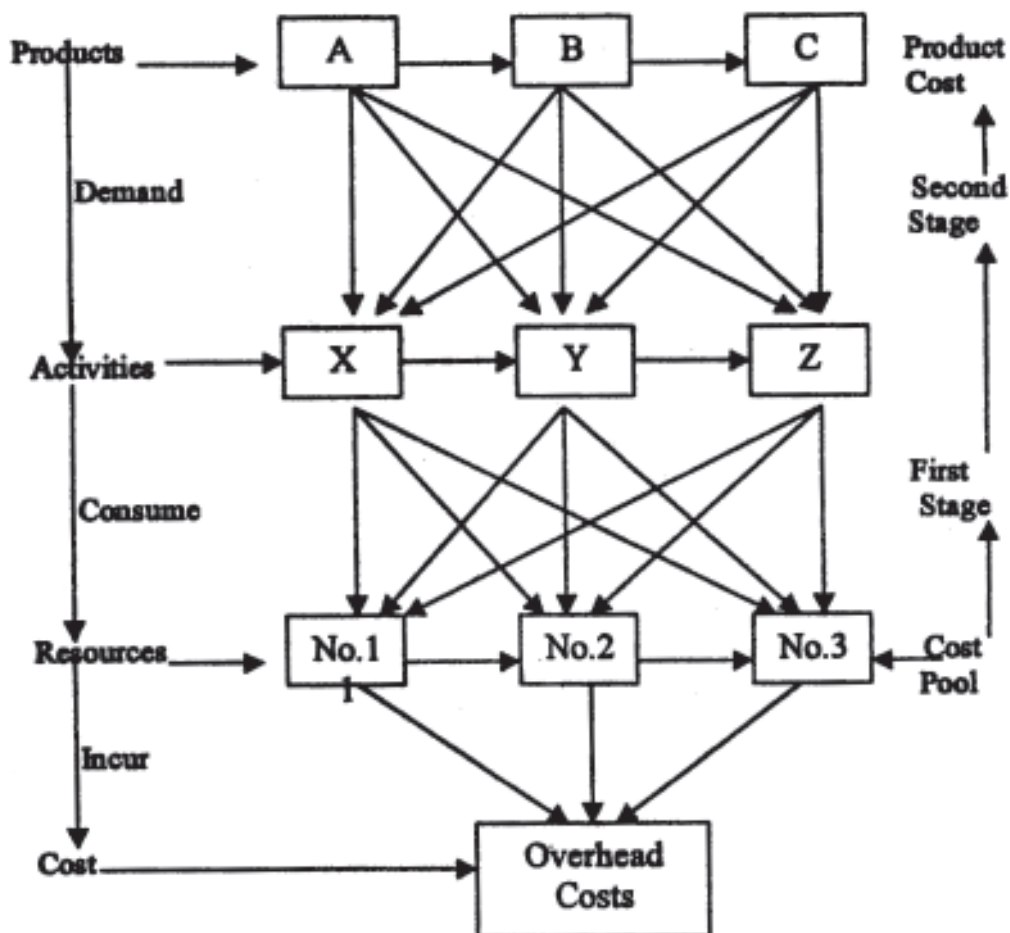 Products
A
B
C
Product
Cost
Demand
Second
Stage
Activities
X
Y
Z
Consume
First
Stage
Resources
No.1
1
No.2
No.3
Cost
Pool
Incur
Cost
Overhead
Costs